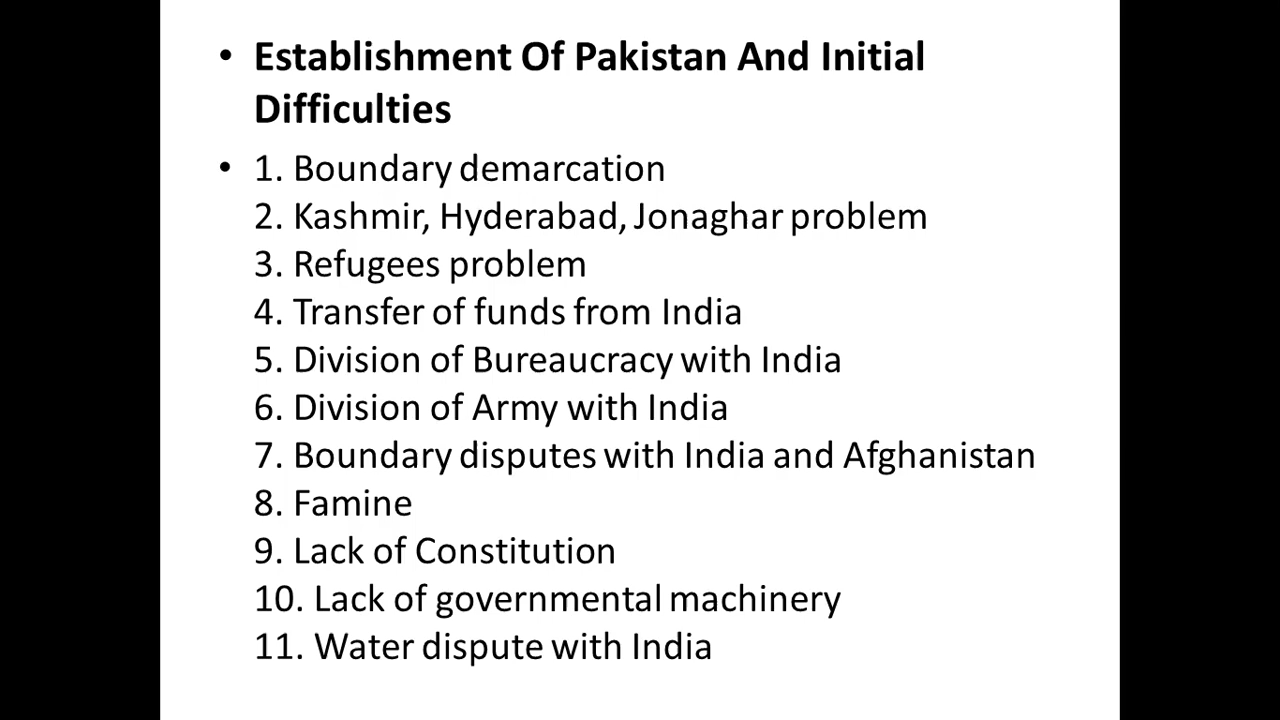 • Establishment Of Pakistan And Initial
Difficulties
• 1. Boundary demarcation
2. Kashmir, Hyderabad, Jonaghar problem
3. Refugees problem
4. Transfer of funds from India
5. Division of Bureaucracy with India
6. Division of Army with India
7. Boundary disputes with India and Afghanistan
8. Famine
9. Lack of Constitution
10. Lack of governmental machinery
11. Water dispute with India